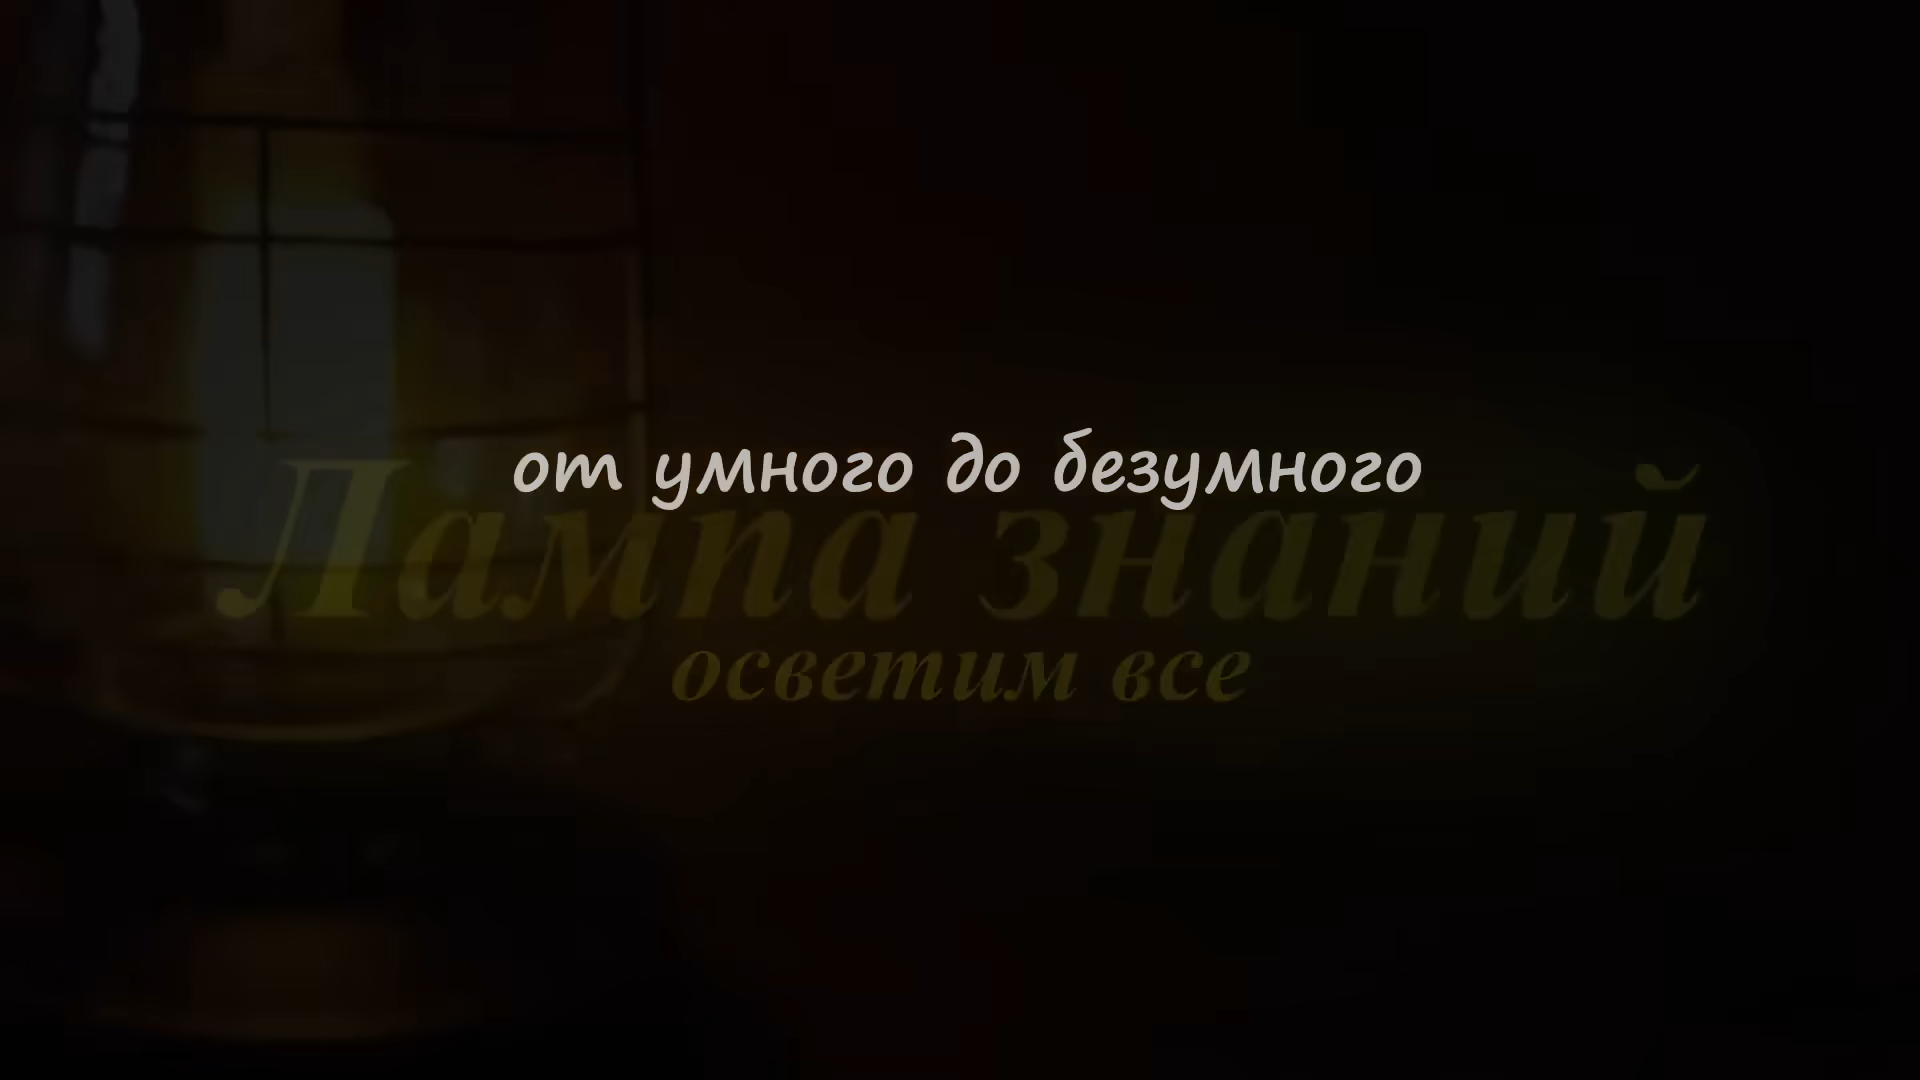 от умного до безумного
Лампа знаний
осветим все